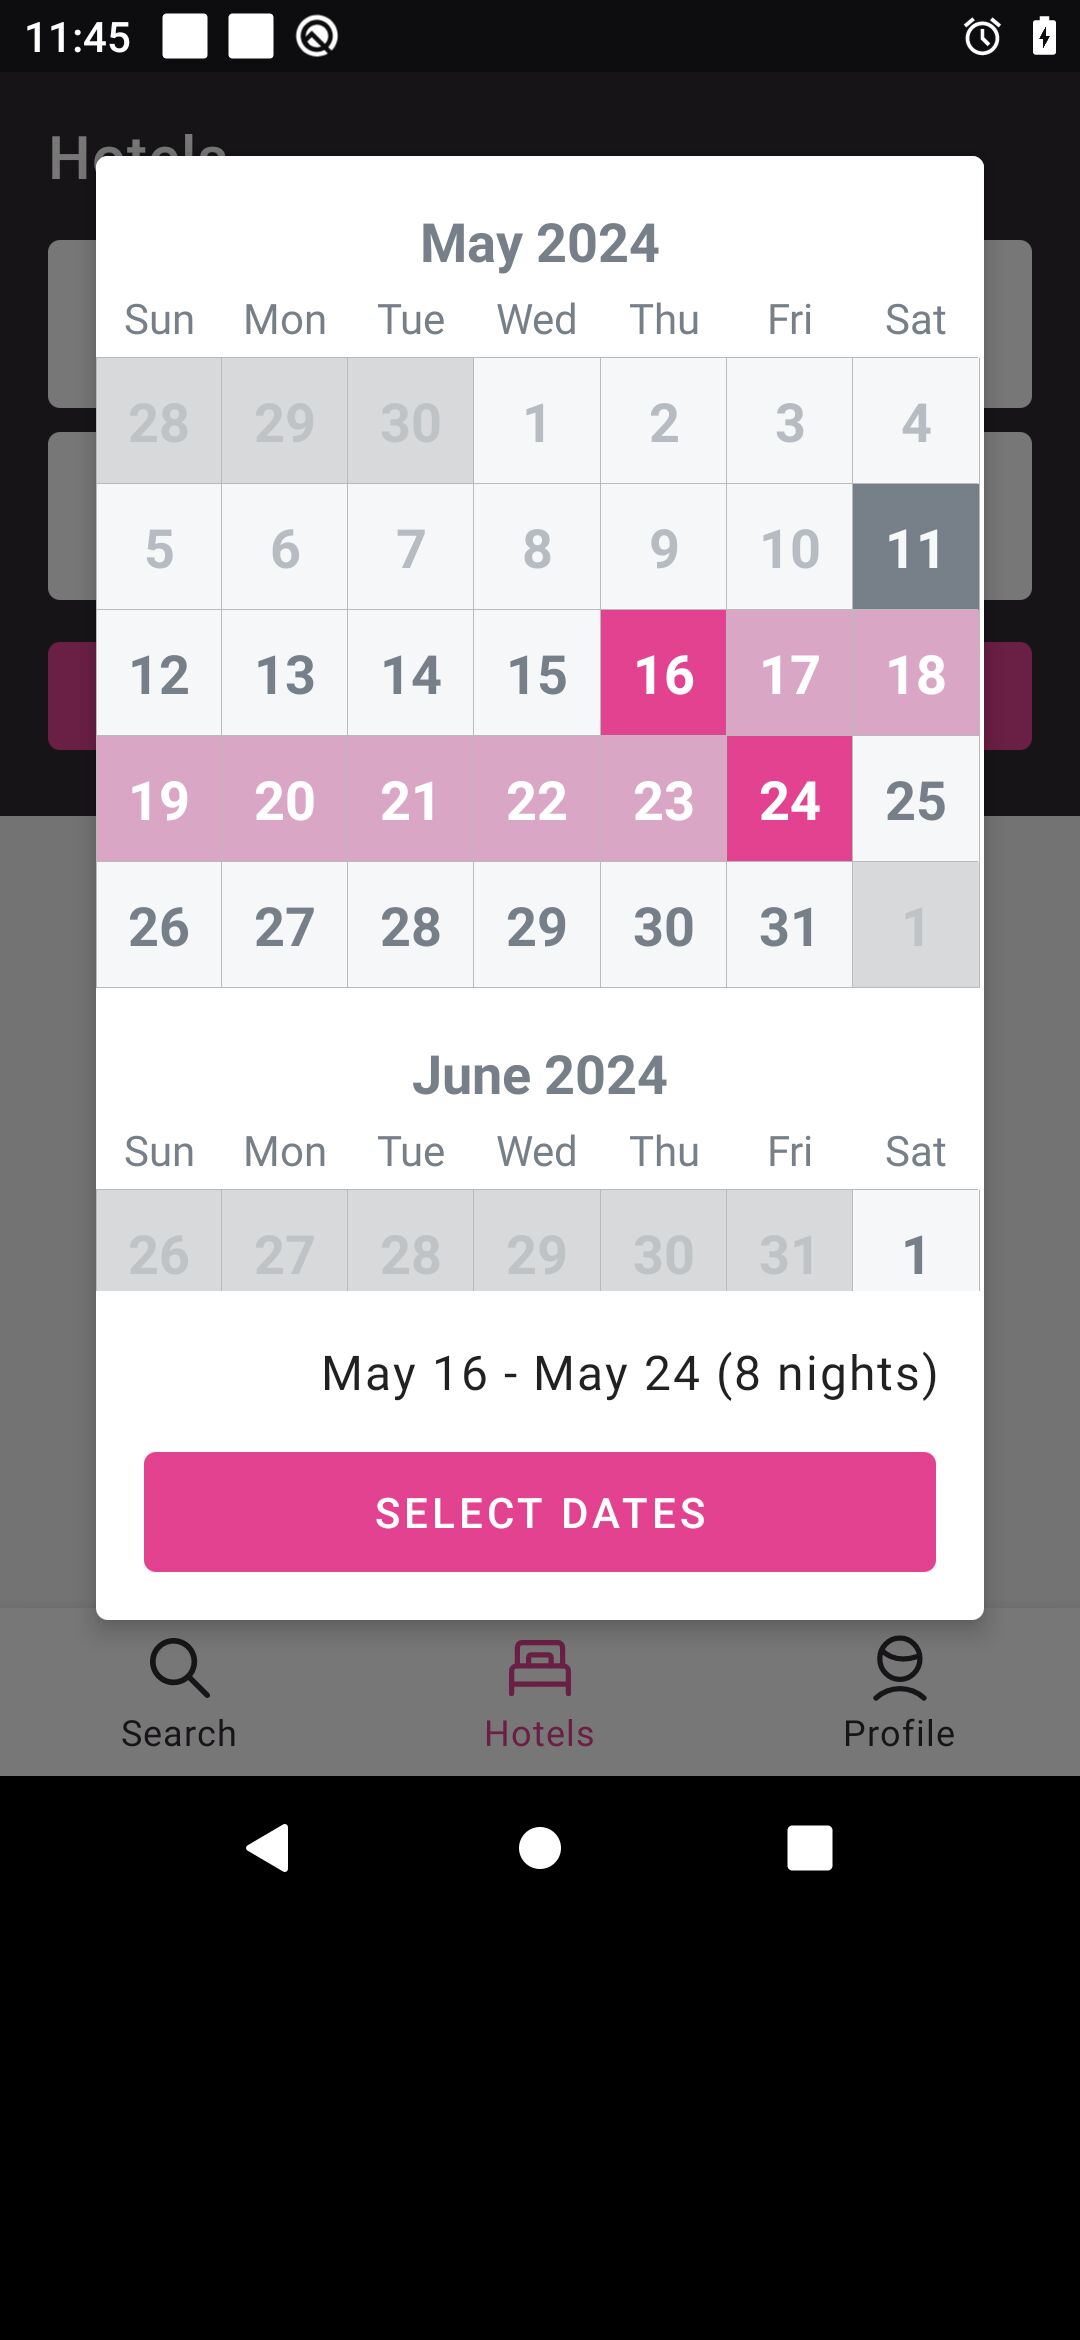 11:45
Hotels
May 2024
Sun Mon Tue Wed Thu Fri Sat
28 29 30 1 2 3 4
5 6 7 8 9 10 11
12 13 14 15 16 17 18
19 20 21 22 23 24 25
26 27 28 29 30 31 1
June 2024
Sun Mon Tue Wed Thu Fri Sat
26 27 28 29 30 31 1
May 16 - May 24 (8 nights)
SELECT DATES
Search Hotels Profile